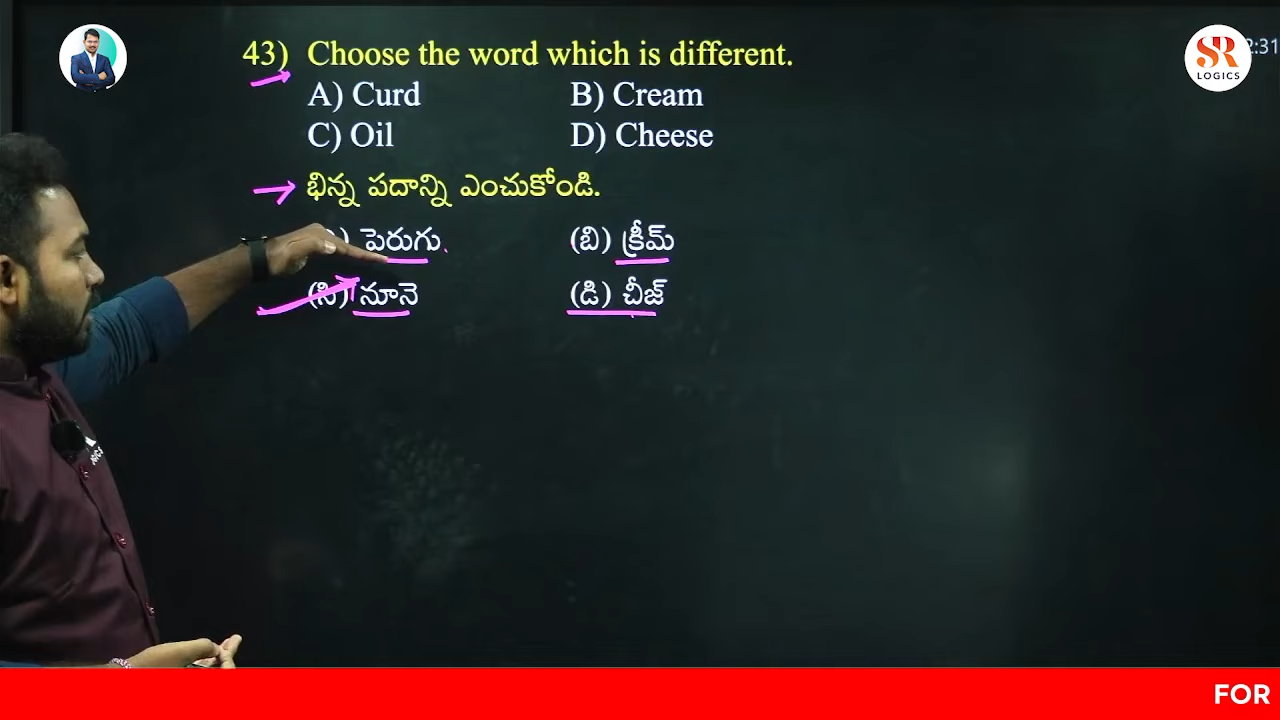 43) Choose the word which is different.
A) Curd B) Cream
C) Oil D) Cheese
భిన్న పదాన్ని ఎంచుకోండి.
పెరుగు (బి) క్రీమ్
(సి) నూనె (డి) చీజ్
SR
LOGICS
2:31
FOR